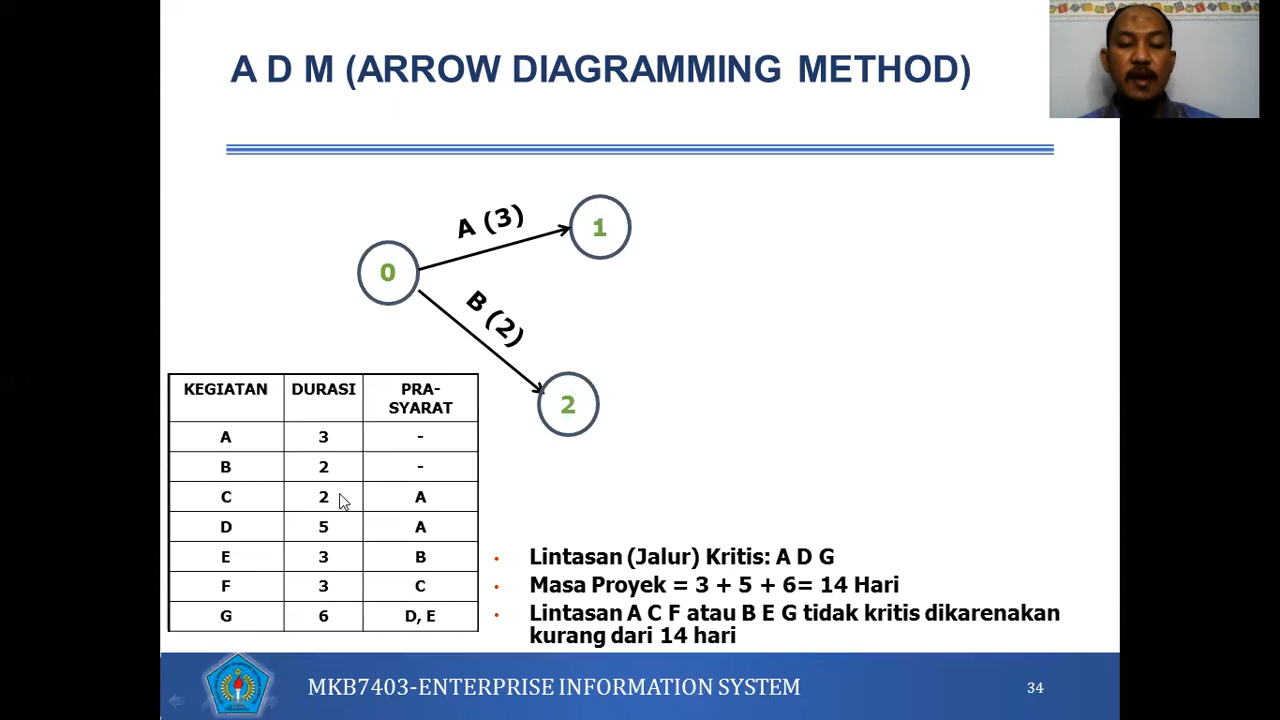 A D M (ARROW DIAGRAMMING METHOD)
A (3)
1
0
B (2)
2
KEGIATAN DURASI PRA-
SYARAT
A 3 -
B 2 -
C 2 A
D 5 A
E 3 B
F 3 C
G 6 D, E
• Lintasan (Jalur) Kritis: A D G
• Masa Proyek = 3 + 5 + 6= 14 Hari
• Lintasan A C F atau B E G tidak kritis dikarenakan
kurang dari 14 hari
MKB7403-ENTERPRISE INFORMATION SYSTEM
34